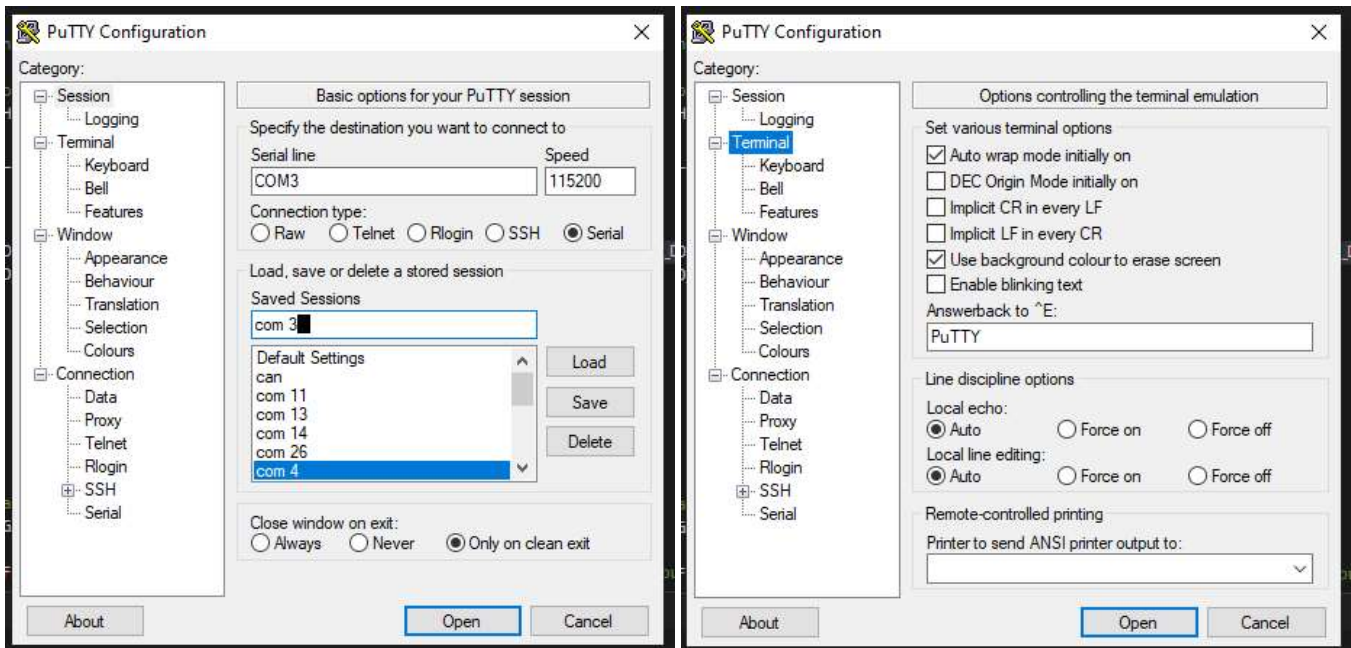 PuTTY Configuration
Category:
Session
Logging
Terminal
Keyboard
Bell
Features
Window
Appearance
Behaviour
Translation
Selection
Colours
Connection
Data
Proxy
Telnet
Rlogin
SSH
Serial
Basic options for your PuTTY session
Specify the destination you want to connect to
Serial line Speed
COM3 115200
Connection type:
Raw Telnet Rlogin SSH Serial
Load, save or delete a stored session
Saved Sessions
com 3
Default Settings
can
com 11
com 13
com 14
com 26
com 4
Load
Save
Delete
Close window on exit:
Always Never Only on clean exit
About Open Cancel
PuTTY Configuration
Category:
Session
Logging
Terminal
Keyboard
Bell
Features
Window
Appearance
Behaviour
Translation
Selection
Colours
Connection
Data
Proxy
Telnet
Rlogin
SSH
Serial
Options controlling the terminal emulation
Set various terminal options
Auto wrap mode initially on
DEC Origin Mode initially on
Implicit CR in every LF
Implicit LF in every CR
Use background colour to erase screen
Enable blinking text
Answerback to ^E:
PuTTY
Line discipline options
Local echo:
Auto Force on Force off
Local line editing:
Auto Force on Force off
Remote-controlled printing
Printer to send ANSI printer output to:
About Open Cancel